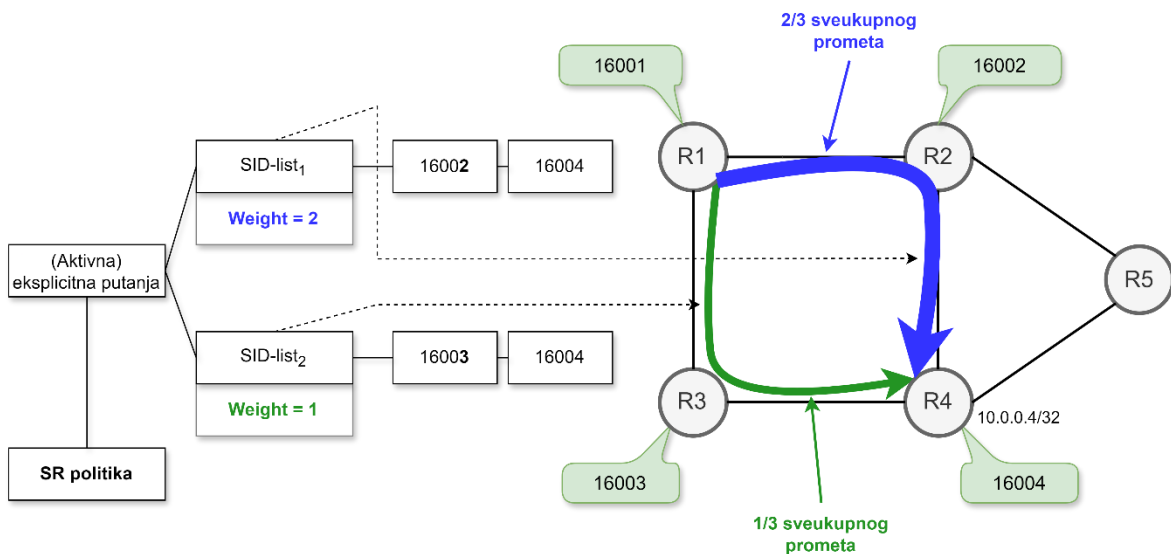 2/3 sveukupnog
prometa
16001
16002
SID-list₁
16002
16004
R1
R2
Weight = 2
(Aktivna)
eksplicitna putanja
R5
SID-list₂
16003
16004
R3
R4
10.0.0.4/32
Weight = 1
SR politika
16003
16004
1/3 sveukupnog
prometa